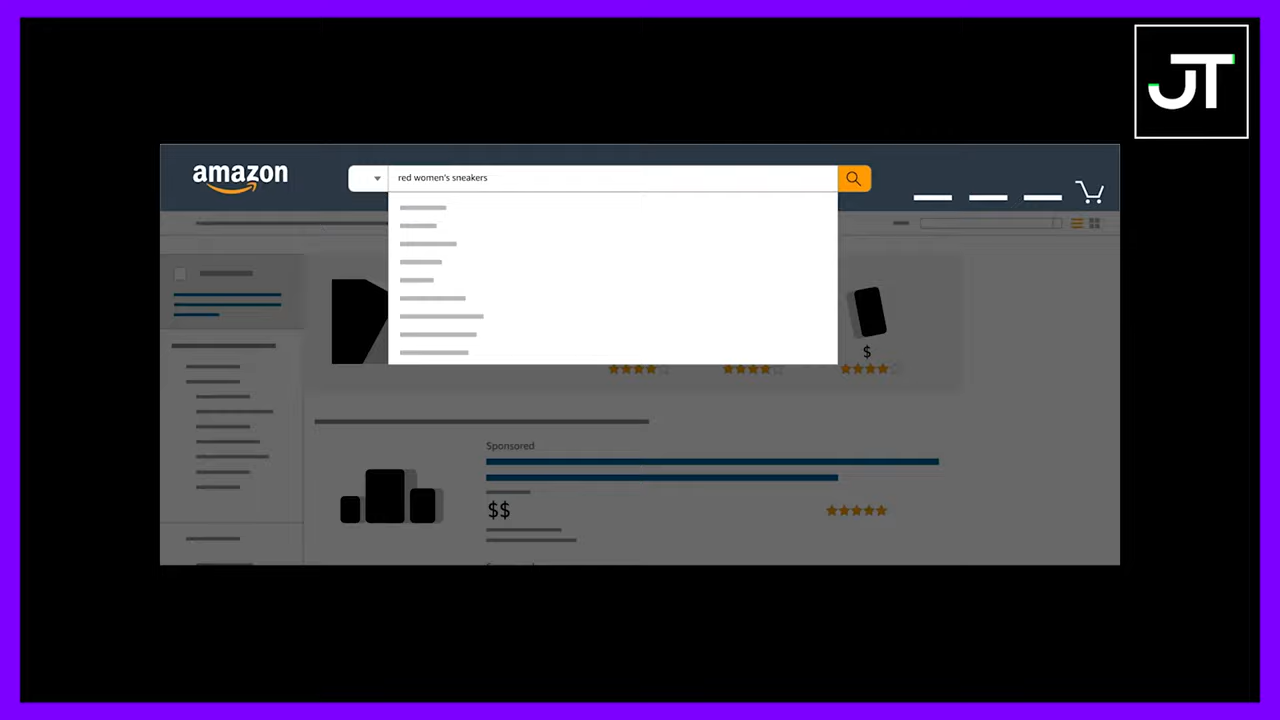 JT
amazon
red women's sneakers
$
Sponsored
$$